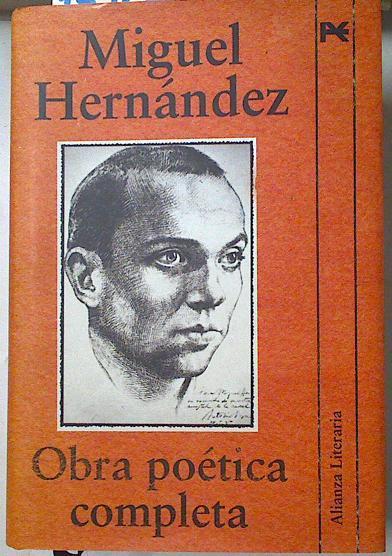 Miguel
Hernández
Obra poética
completa
Alianza Literaria